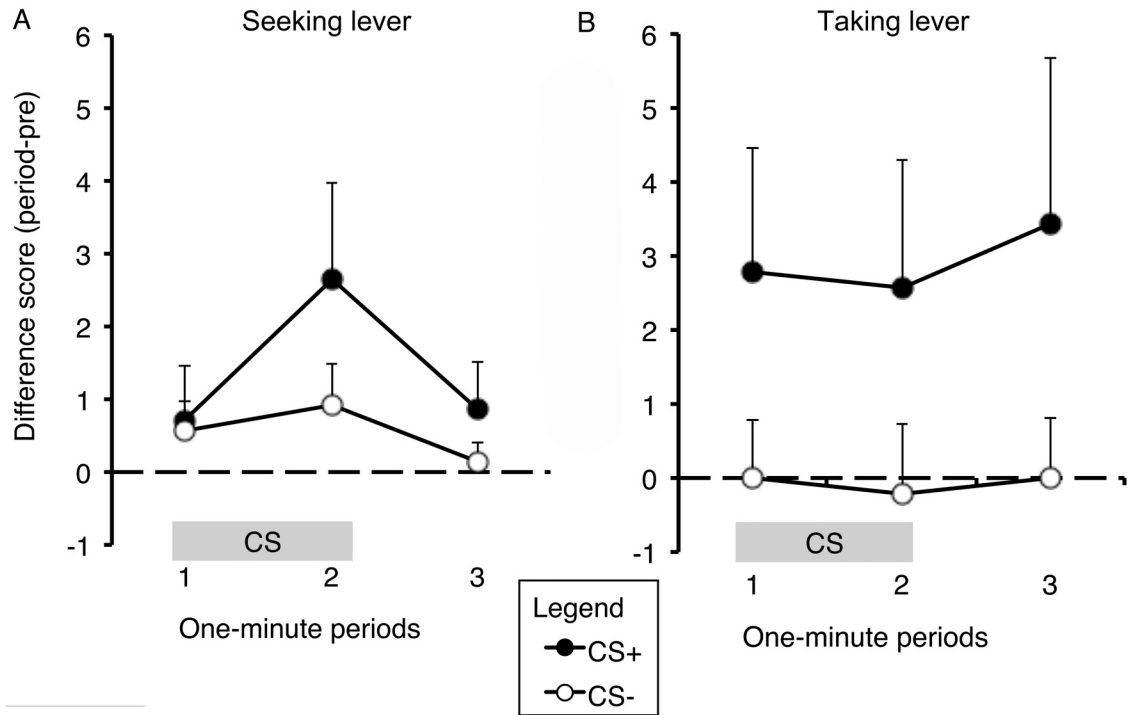 A
Seeking lever
Difference score (period-pre)
6
5
4
3
2
1
0
-1
CS
1 2 3
One-minute periods
B
Taking lever
6
5
4
3
2
1
0
-1
CS
1 2 3
One-minute periods
Legend
CS+
CS-